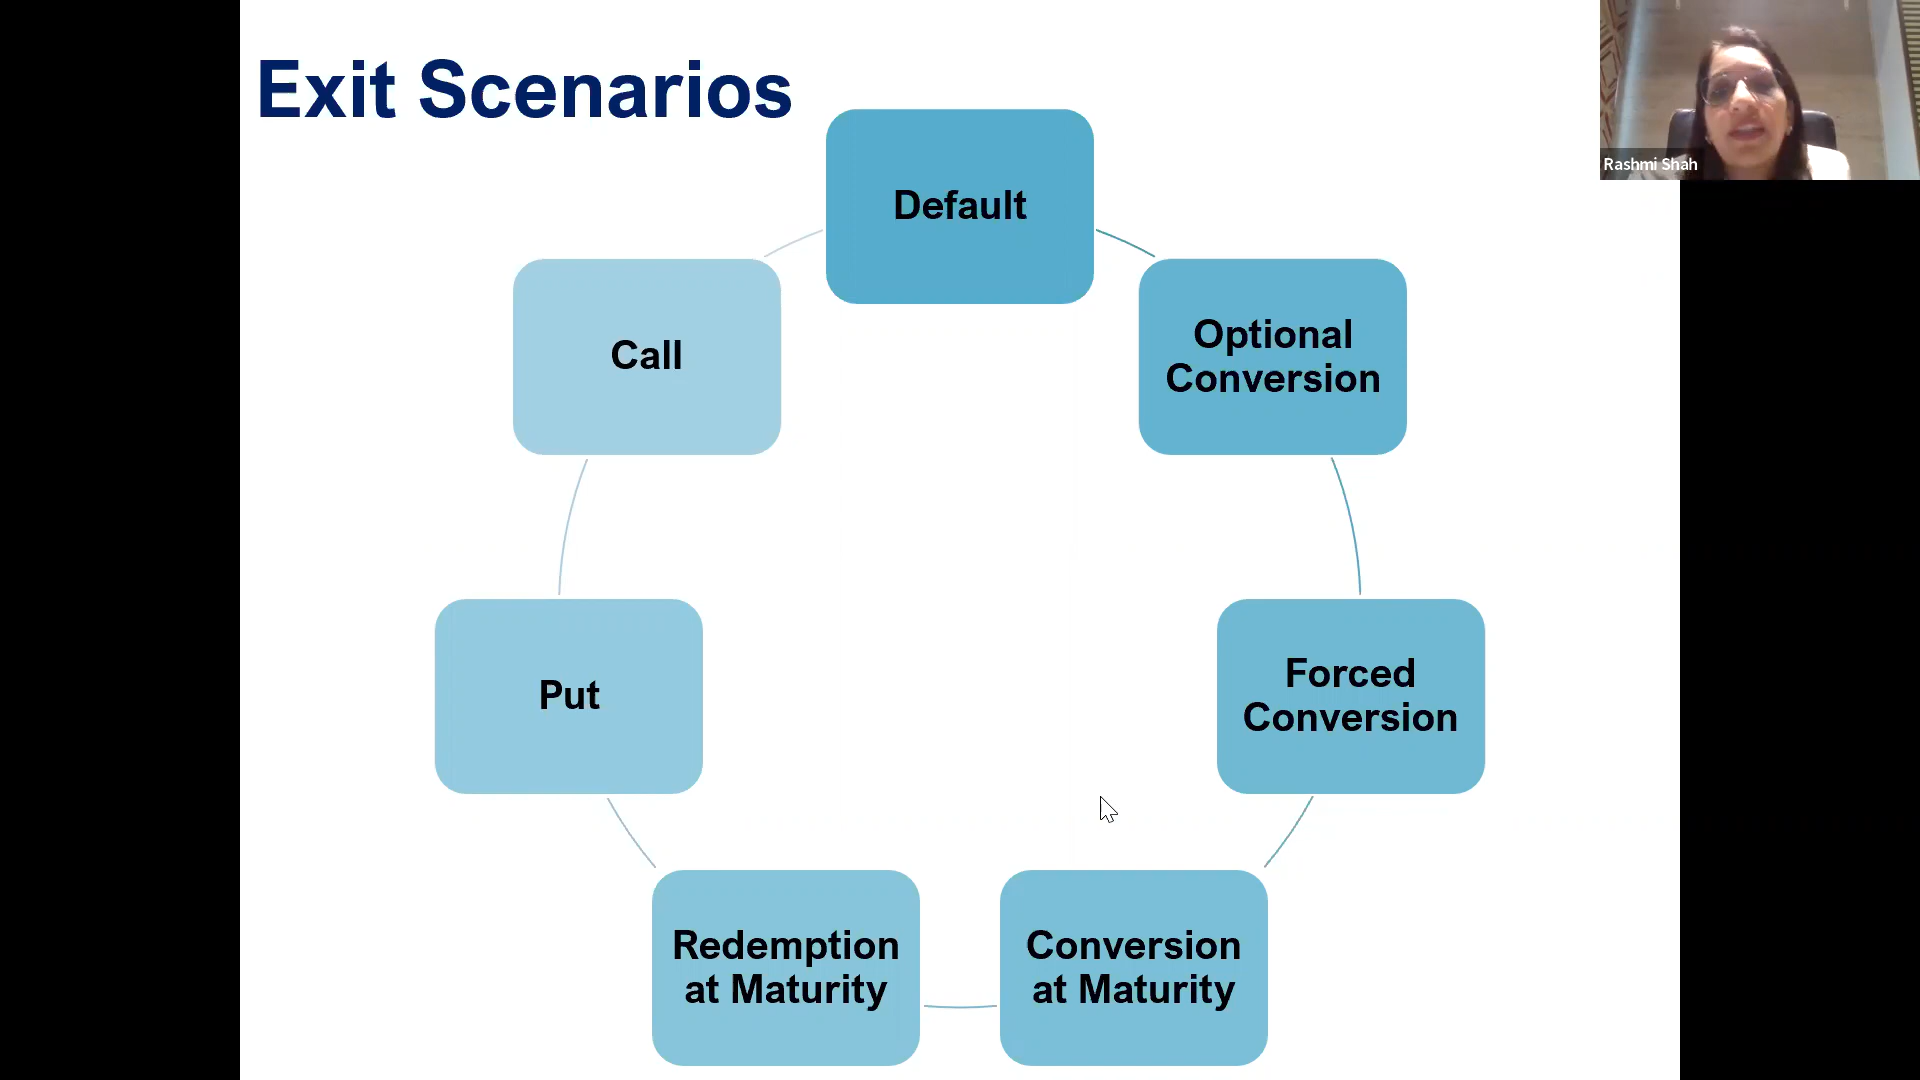 Exit Scenarios
Rashmi Shah
Default
Optional
Conversion
Forced
Conversion
Conversion
at Maturity
Redemption
at Maturity
Put
Call